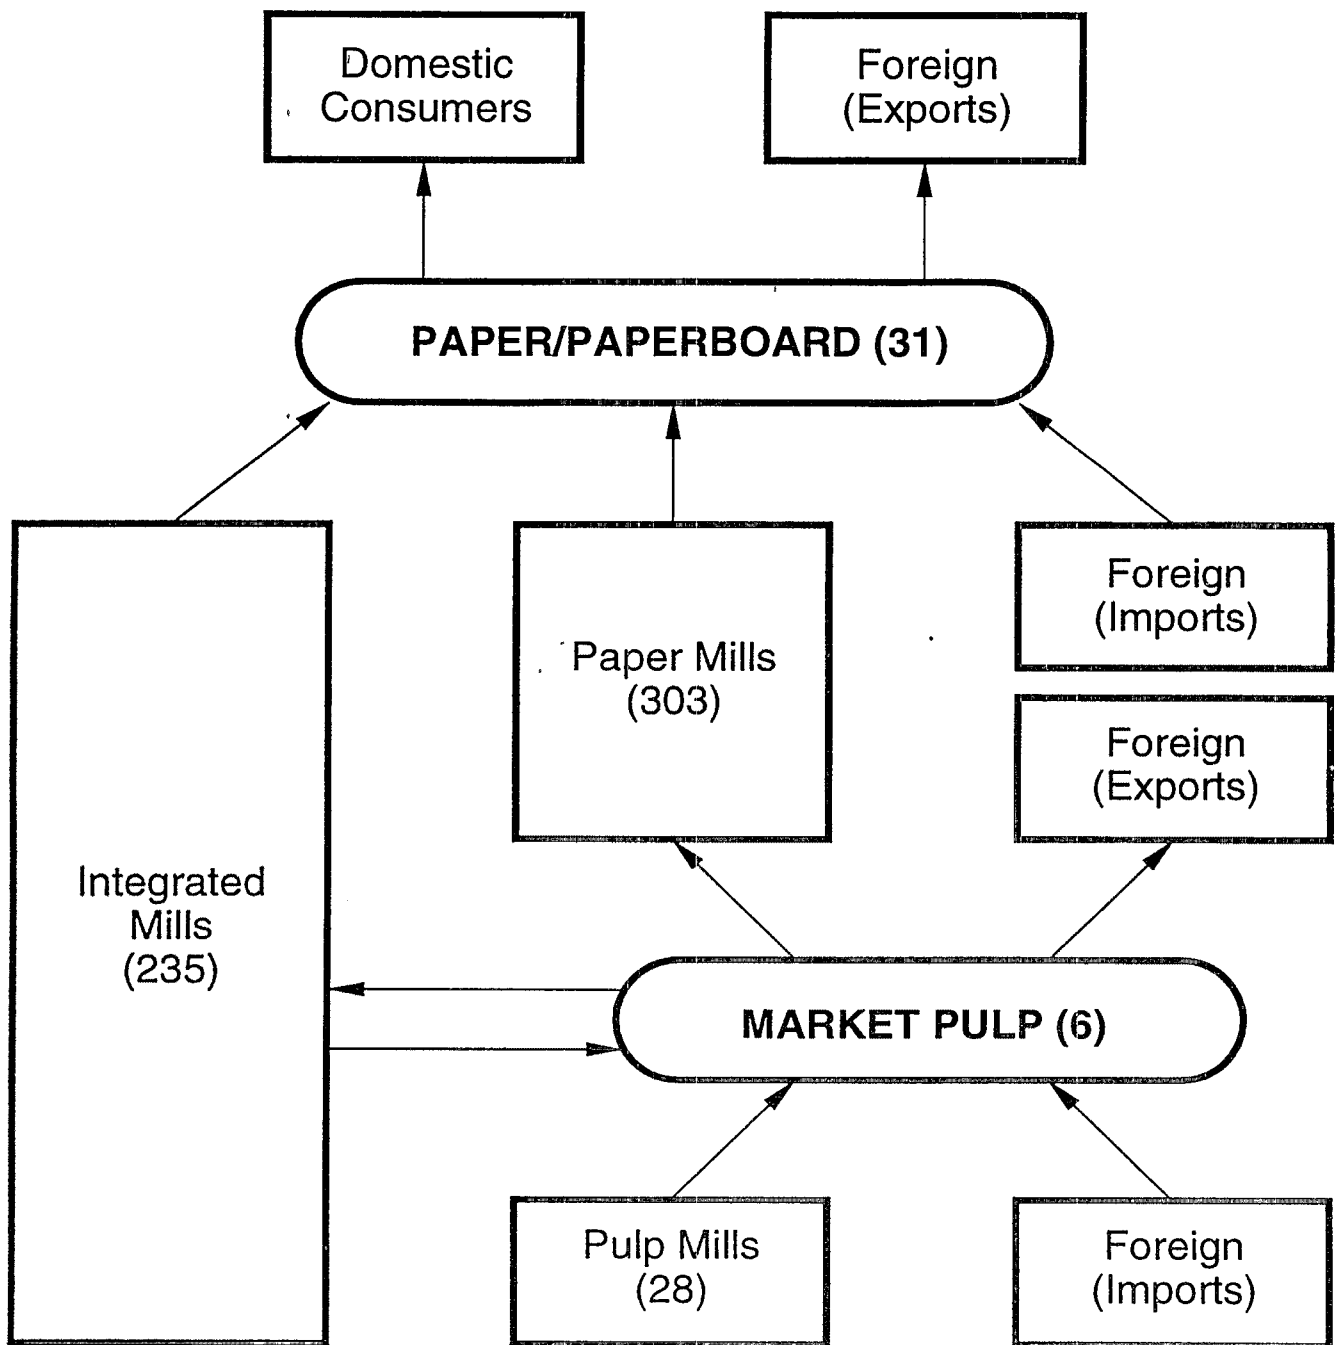 Domestic
Consumers
Foreign
(Exports)
PAPER/PAPERBOARD (31)
Foreign
(Imports)
Paper Mills
(303)
Foreign
(Exports)
Integrated
Mills
(235)
MARKET PULP (6)
Pulp Mills
(28)
Foreign
(Imports)